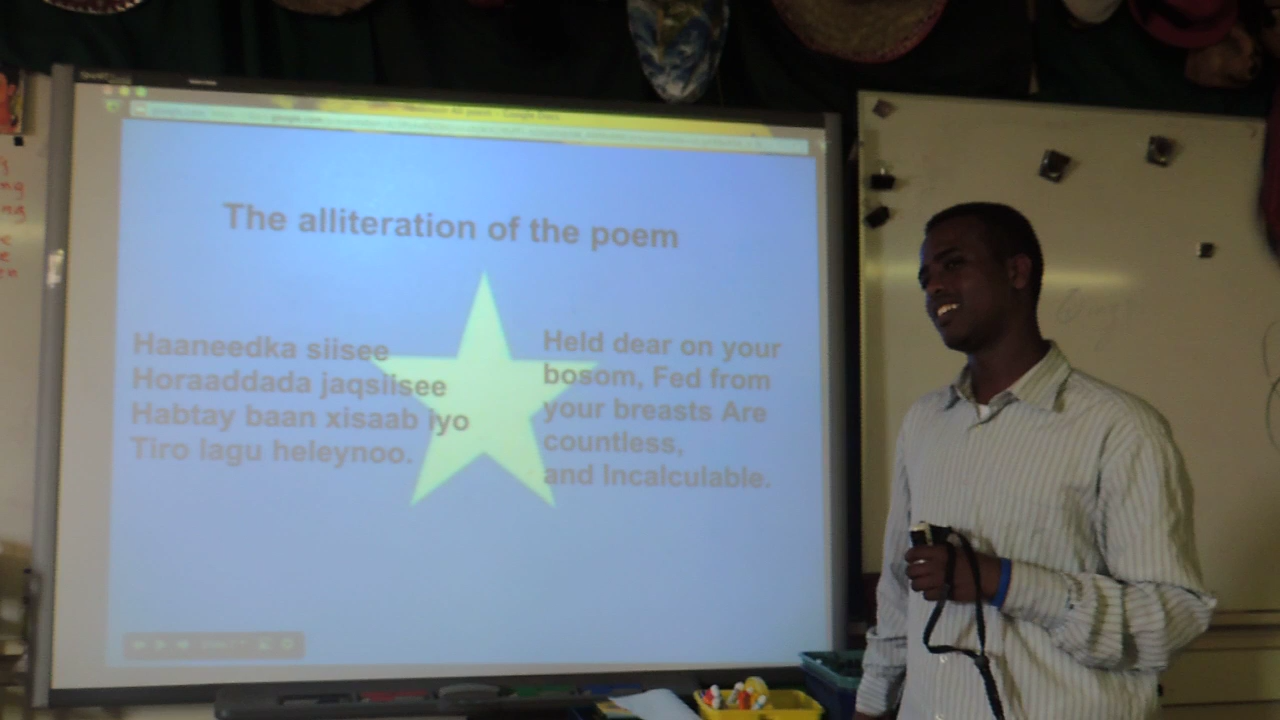 The alliteration of the poem
Haaneedka siisee
Horaaddada jaqsiisee
Habtay baan xisaab iyo
Tiro lagu heleynoo.
Held dear on your
bosom, Fed from
your breasts Are
countless,
and Incalculable.